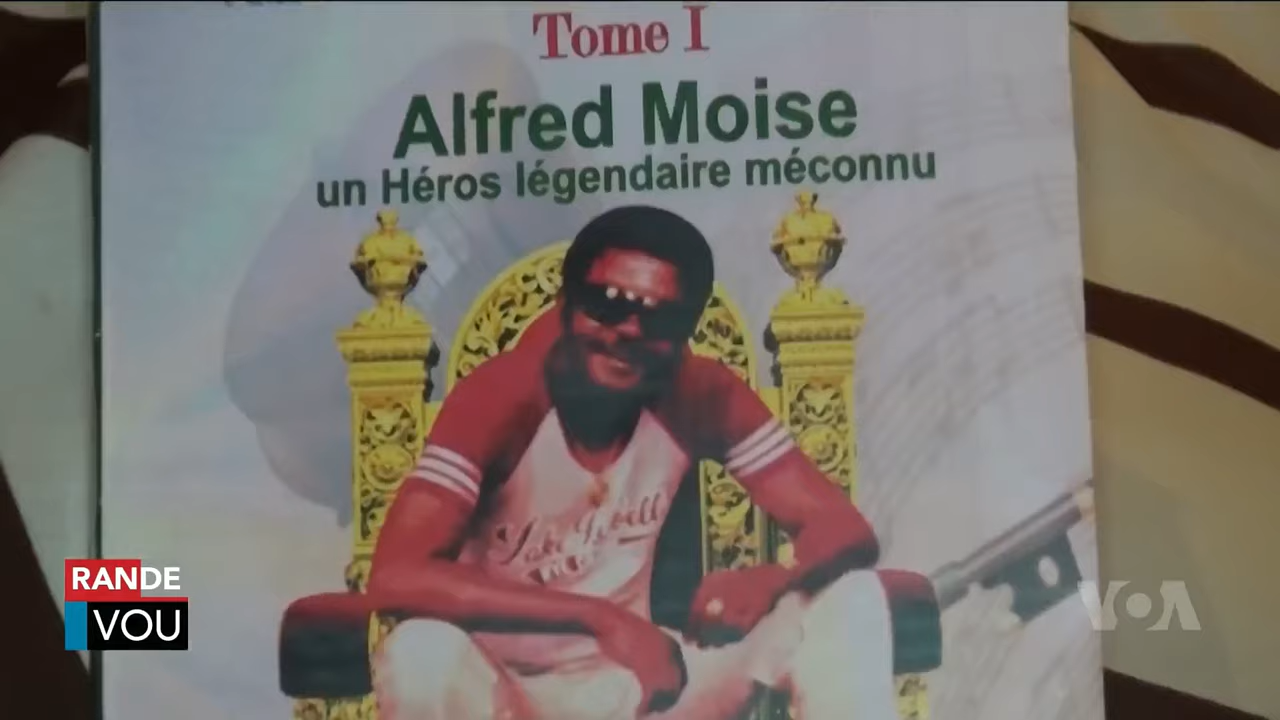 Tome I
Alfred Moise
un Héros légendaire méconnu
RANDE
VOU
VOA